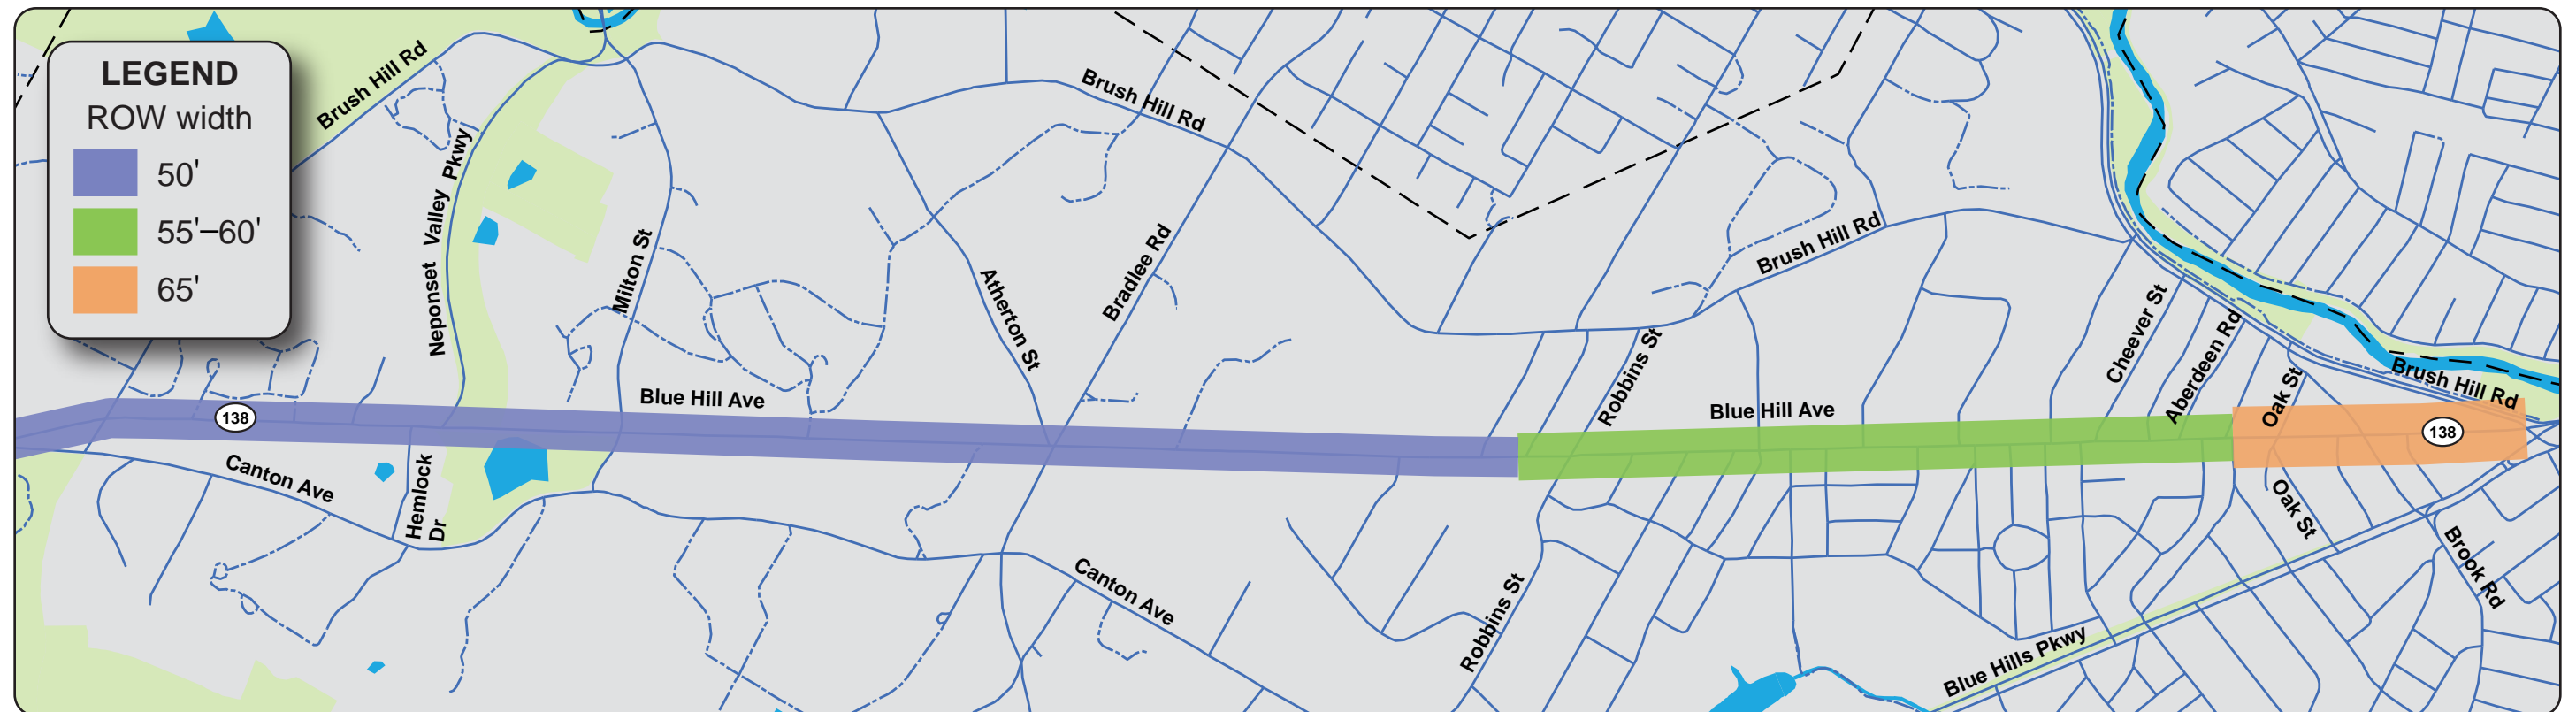 LEGEND
ROW width
50'
55'–60'
65'
Brush Hill Rd
Neponset Valley Pkwy
Milton St
Brush Hill Rd
Bradlee Rd
Atherton St
Brush Hill Rd
Robbins St
Cheever St
Aberdeen Rd
Oak St
Brush Hill Rd
138
Blue Hill Ave
Blue Hill Ave
138
Canton Ave
Hemlock
Dr
Canton Ave
Robbins St
Blue Hills Pkwy
Oak St
Brook Rd